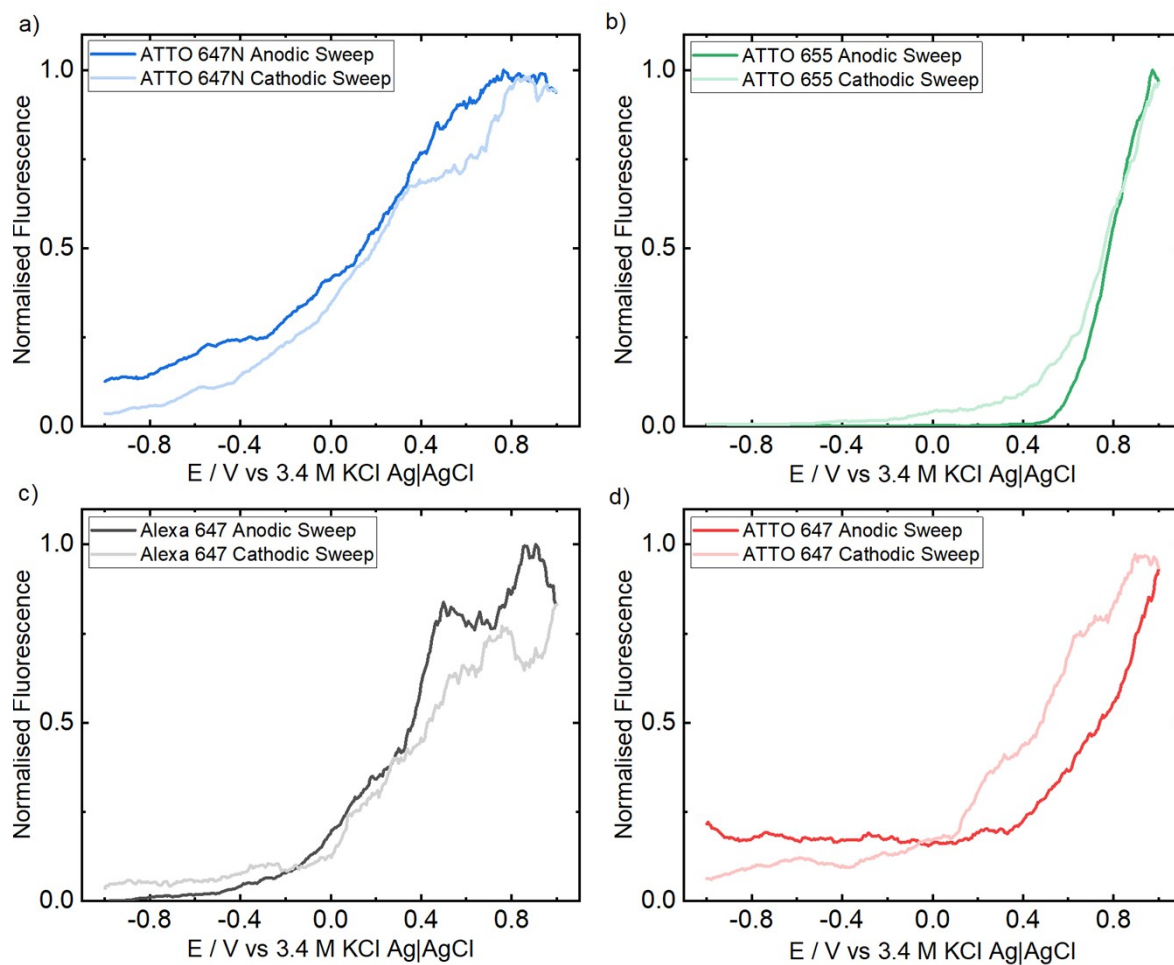 a)
ATTO 647N Anodic Sweep
ATTO 647N Cathodic Sweep
Normalised Fluorescence
1.0
0.5
0.0
-0.8 -0.4 0.0 0.4 0.8
E / V vs 3.4 M KCl Ag|AgCl
b)
ATTO 655 Anodic Sweep
ATTO 655 Cathodic Sweep
Normalised Fluorescence
1.0
0.5
0.0
-0.8 -0.4 0.0 0.4 0.8
E / V vs 3.4 M KCl Ag|AgCl
c)
Alexa 647 Anodic Sweep
Alexa 647 Cathodic Sweep
Normalised Fluorescence
1.0
0.5
0.0
-0.8 -0.4 0.0 0.4 0.8
E / V vs 3.4 M KCl Ag|AgCl
d)
ATTO 647 Anodic Sweep
ATTO 647 Cathodic Sweep
Normalised Fluorescence
1.0
0.5
0.0
-0.8 -0.4 0.0 0.4 0.8
E / V vs 3.4 M KCl Ag|AgCl